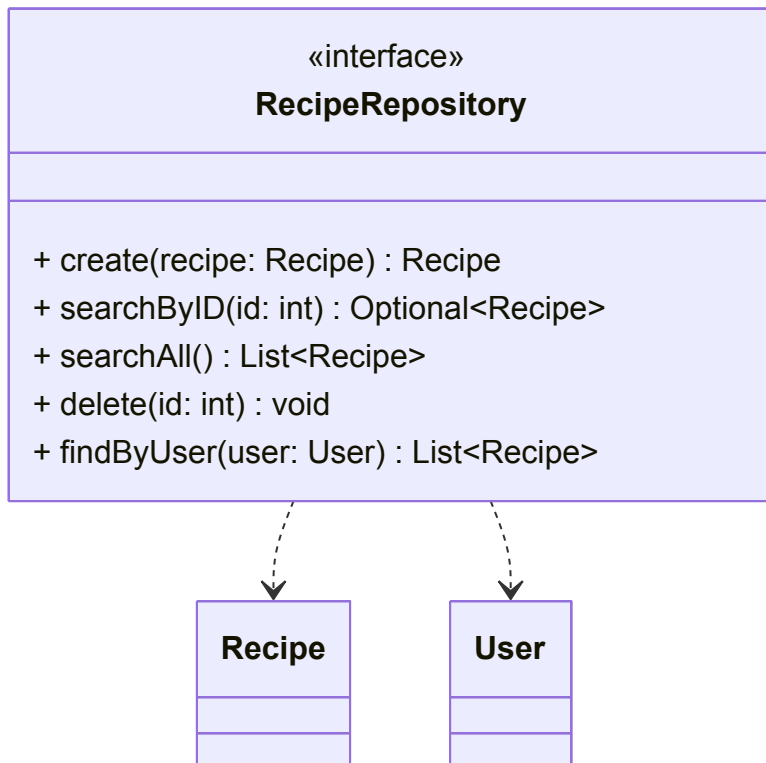 «interface»
RecipeRepository
+ create(recipe: Recipe) : Recipe
+ searchByID(id: int) : Optional<Recipe>
+ searchAll() : List<Recipe>
+ delete(id: int) : void
+ findByUser(user: User) : List<Recipe>
Recipe
User